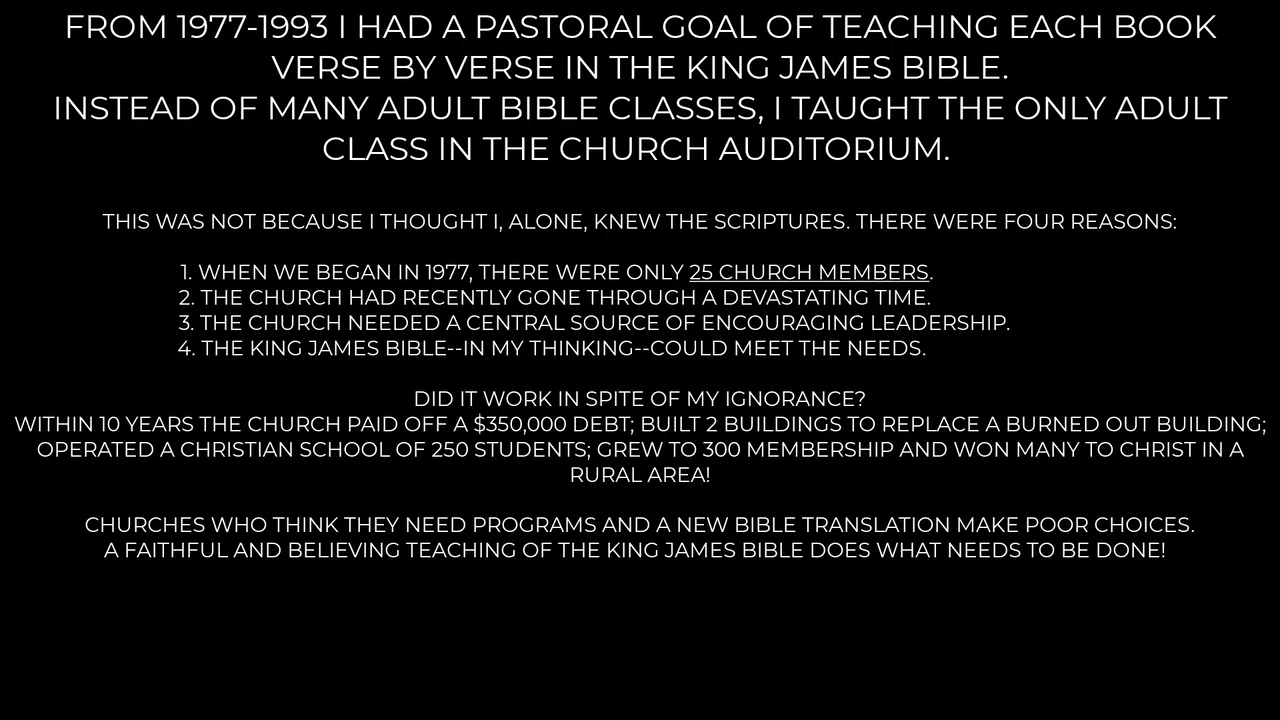 FROM 1977-1993 I HAD A PASTORAL GOAL OF TEACHING EACH BOOK
VERSE BY VERSE IN THE KING JAMES BIBLE.
INSTEAD OF MANY ADULT BIBLE CLASSES, I TAUGHT THE ONLY ADULT
CLASS IN THE CHURCH AUDITORIUM.
THIS WAS NOT BECAUSE I THOUGHT I, ALONE, KNEW THE SCRIPTURES. THERE WERE FOUR REASONS:
1. WHEN WE BEGAN IN 1977, THERE WERE ONLY 25 CHURCH MEMBERS.
2. THE CHURCH HAD RECENTLY GONE THROUGH A DEVASTATING TIME.
3. THE CHURCH NEEDED A CENTRAL SOURCE OF ENCOURAGING LEADERSHIP.
4. THE KING JAMES BIBLE--IN MY THINKING--COULD MEET THE NEEDS.
DID IT WORK IN SPITE OF MY IGNORANCE?
WITHIN 10 YEARS THE CHURCH PAID OFF A $350,000 DEBT; BUILT 2 BUILDINGS TO REPLACE A BURNED OUT BUILDING;
OPERATED A CHRISTIAN SCHOOL OF 250 STUDENTS; GREW TO 300 MEMBERSHIP AND WON MANY TO CHRIST IN A
RURAL AREA!
CHURCHES WHO THINK THEY NEED PROGRAMS AND A NEW BIBLE TRANSLATION MAKE POOR CHOICES.
A FAITHFUL AND BELIEVING TEACHING OF THE KING JAMES BIBLE DOES WHAT NEEDS TO BE DONE!